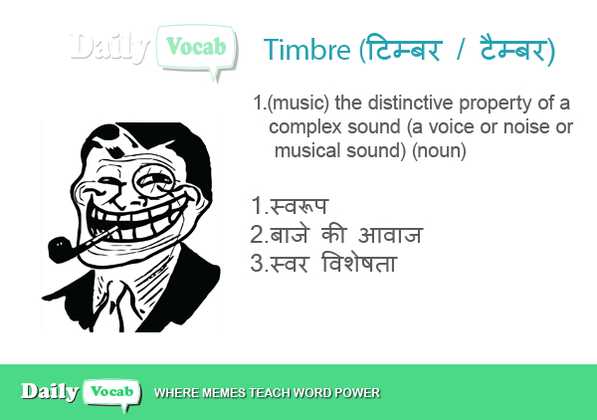 Daily Vocab
Timbre (टिम्बर / टैम्बर)
1.(music) the distinctive property of a
complex sound (a voice or noise or
musical sound) (noun)
1.स्वरूप
2.बाजे की आवाज
3.स्वर विशेषता
Daily Vocab WHERE MEMES TEACH WORD POWER